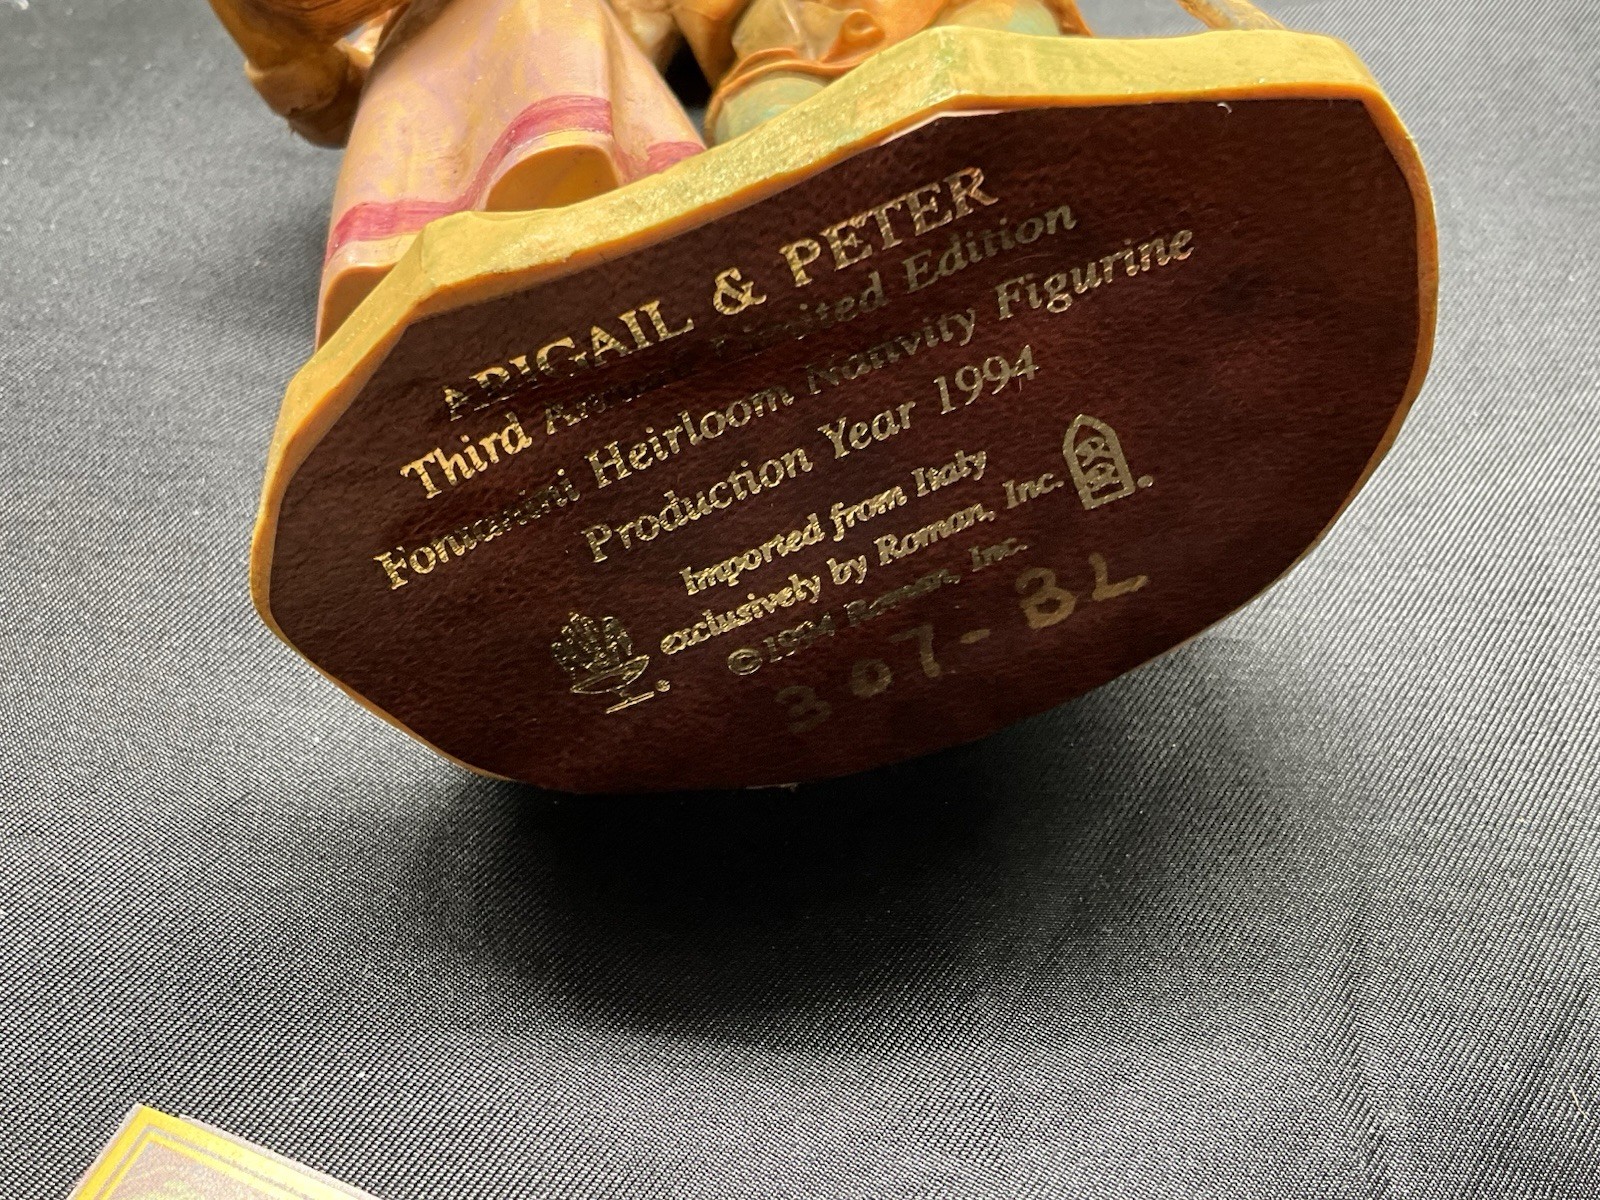 ABIGAIL & PETER
Third Annual Limited Edition
Fontanini Heirloom Nativity Figurine
Production Year 1994
Imported from Italy
exclusively by Roman, Inc.
©1994 Roman, Inc.
307-BL